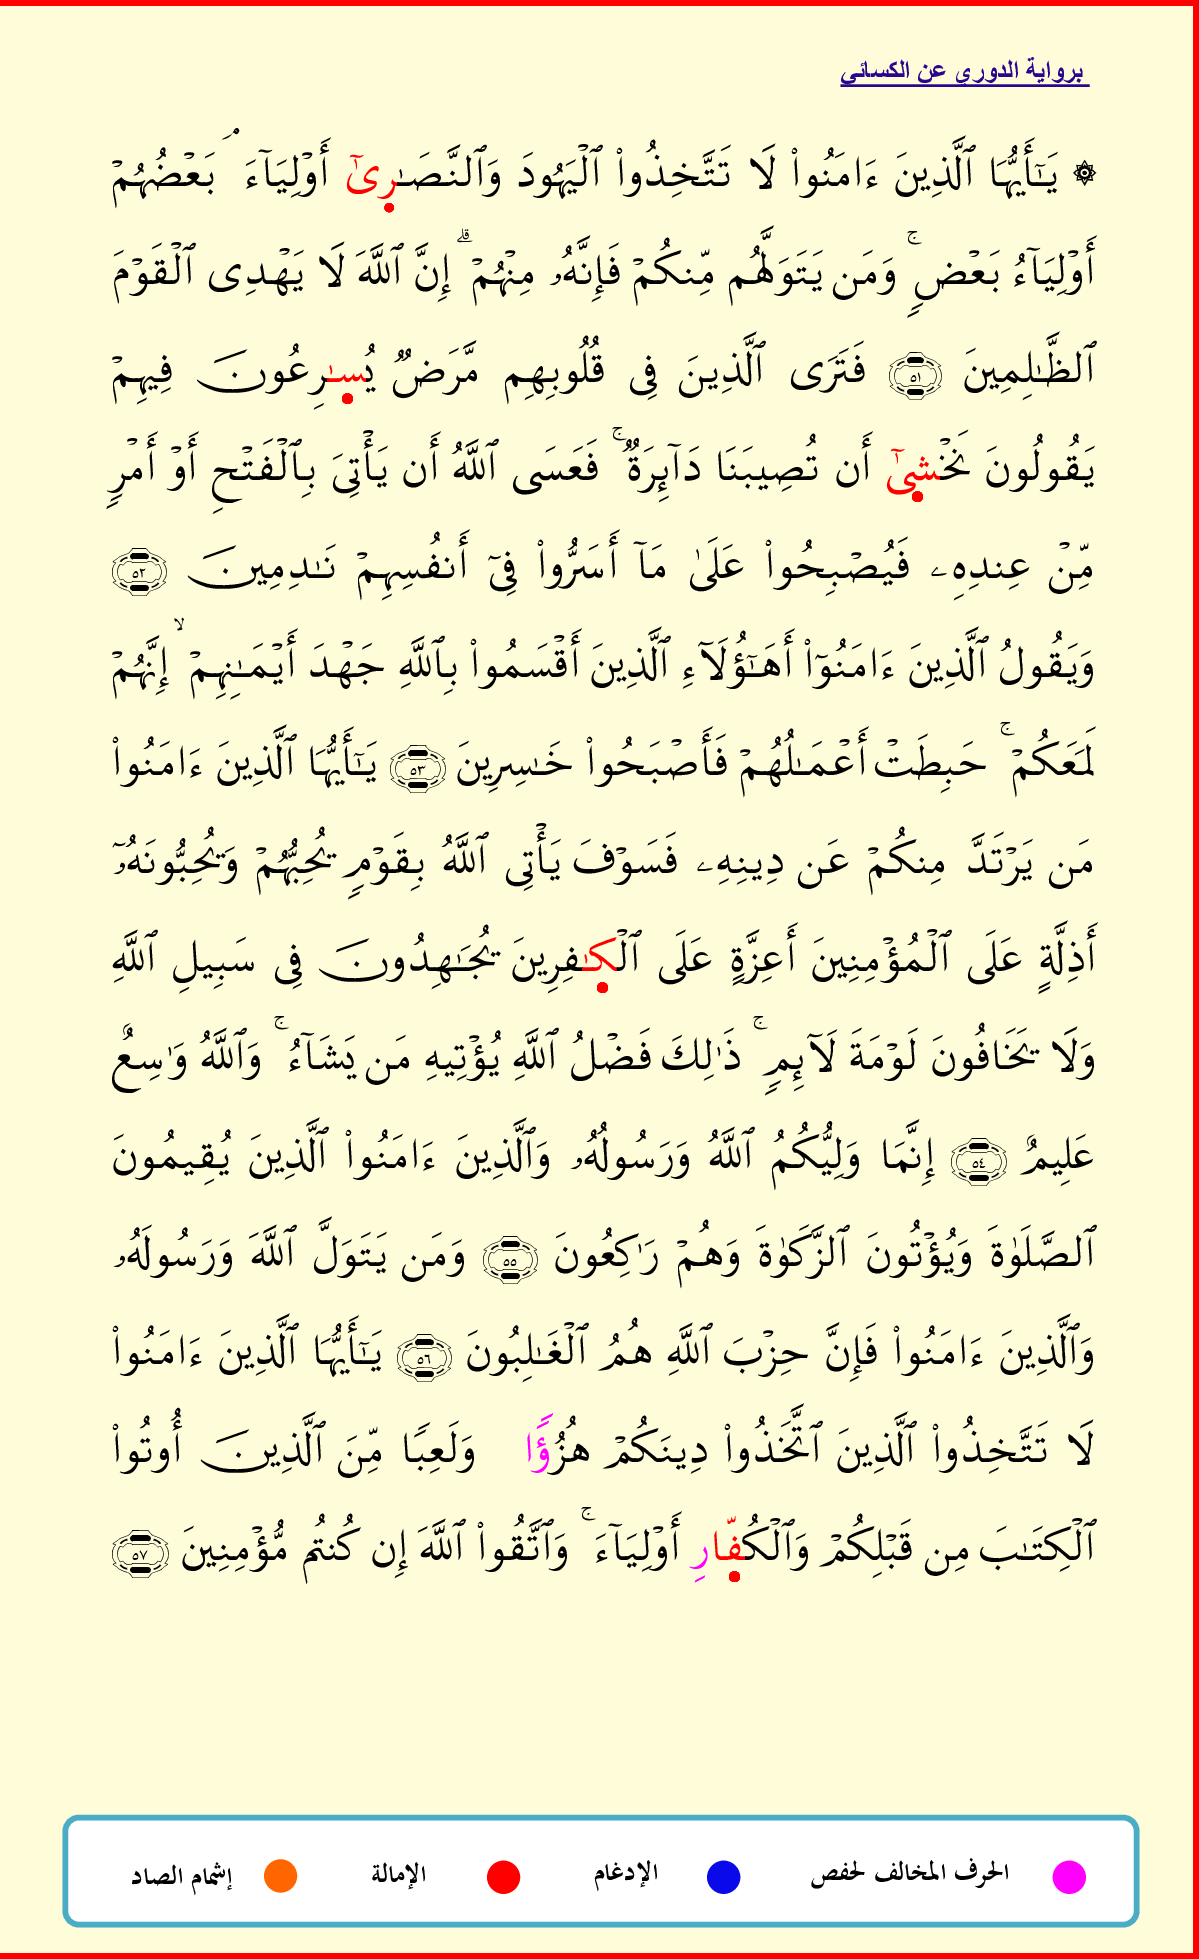 برواية الدوري عن الكسائي
۞ يَـٰٓأَيُّهَا ٱلَّذِينَ ءَامَنُوا۟ لَا تَتَّخِذُوا۟ ٱلْيَهُودَ وَٱلنَّصَـٰرِىٰٓ أَوْلِيَآءَ ۘ بَعْضُهُمْ
أَوْلِيَآءُ بَعْضٍ ۚ وَمَن يَتَوَلَّهُم مِّنكُمْ فَإِنَّهُۥ مِنْهُمْ ۗ إِنَّ ٱللَّهَ لَا يَهْدِى ٱلْقَوْمَ
ٱلظَّـٰلِمِينَ ٥١ فَتَرَى ٱلَّذِينَ فِى قُلُوبِهِم مَّرَضٌ يُسَـٰرِعُونَ فِيهِمْ
يَقُولُونَ نَخْشِىٰٓ أَن تُصِيبَنَا دَآئِرَةٌ ۚ فَعَسَى ٱللَّهُ أَن يَأْتِىَ بِٱلْفَتْحِ أَوْ أَمْرٍ
مِّنْ عِندِهِۦ فَيُصْبِحُوا۟ عَلَىٰ مَآ أَسَرُّوا۟ فِىٓ أَنفُسِهِمْ نَـٰدِمِينَ ٥٢
وَيَقُولُ ٱلَّذِينَ ءَامَنُوٓا۟ أَهَـٰٓؤُلَآءِ ٱلَّذِينَ أَقْسَمُوا۟ بِٱللَّهِ جَهْدَ أَيْمَـٰنِهِمْ ۙ إِنَّهُمْ
لَمَعَكُمْ ۚ حَبِطَتْ أَعْمَـٰلُهُمْ فَأَصْبَحُوا۟ خَـٰسِرِينَ ٥٣ يَـٰٓأَيُّهَا ٱلَّذِينَ ءَامَنُوا۟
مَن يَرْتَدَّ مِنكُمْ عَن دِينِهِۦ فَسَوْفَ يَأْتِى ٱللَّهُ بِقَوْمٍ يُحِبُّهُمْ وَيُحِبُّونَهُۥٓ
أَذِلَّةٍ عَلَى ٱلْمُؤْمِنِينَ أَعِزَّةٍ عَلَى ٱلْكَـٰفِرِينَ يُجَـٰهِدُونَ فِى سَبِيلِ ٱللَّهِ
وَلَا يَخَافُونَ لَوْمَةَ لَآئِمٍ ۚ ذَٰلِكَ فَضْلُ ٱللَّهِ يُؤْتِيهِ مَن يَشَآءُ ۚ وَٱللَّهُ وَٰسِعٌ
عَلِيمٌ ٥٤ إِنَّمَا وَلِيُّكُمُ ٱللَّهُ وَرَسُولُهُۥ وَٱلَّذِينَ ءَامَنُوا۟ ٱلَّذِينَ يُقِيمُونَ
ٱلصَّلَوٰةَ وَيُؤْتُونَ ٱلزَّكَوٰةَ وَهُمْ رَٰكِعُونَ ٥٥ وَمَن يَتَوَلَّ ٱللَّهَ وَرَسُولَهُۥ
وَٱلَّذِينَ ءَامَنُوا۟ فَإِنَّ حِزْبَ ٱللَّهِ هُمُ ٱلْغَـٰلِبُونَ ٥٦ يَـٰٓأَيُّهَا ٱلَّذِينَ ءَامَنُوا۟
لَا تَتَّخِذُوا۟ ٱلَّذِينَ ٱتَّخَذُوا۟ دِينَكُمْ هُزُؤًا وَلَعِبًا مِّنَ ٱلَّذِينَ أُوتُوا۟
ٱلْكِتَـٰبَ مِن قَبْلِكُمْ وَٱلْكُفّارِ أَوْلِيَآءَ ۚ وَٱتَّقُوا۟ ٱللَّهَ إِن كُنتُم مُّؤْمِنِينَ ٥٧
الحرف المخالف لحفص الإدغام الإمالة إشمام الصاد